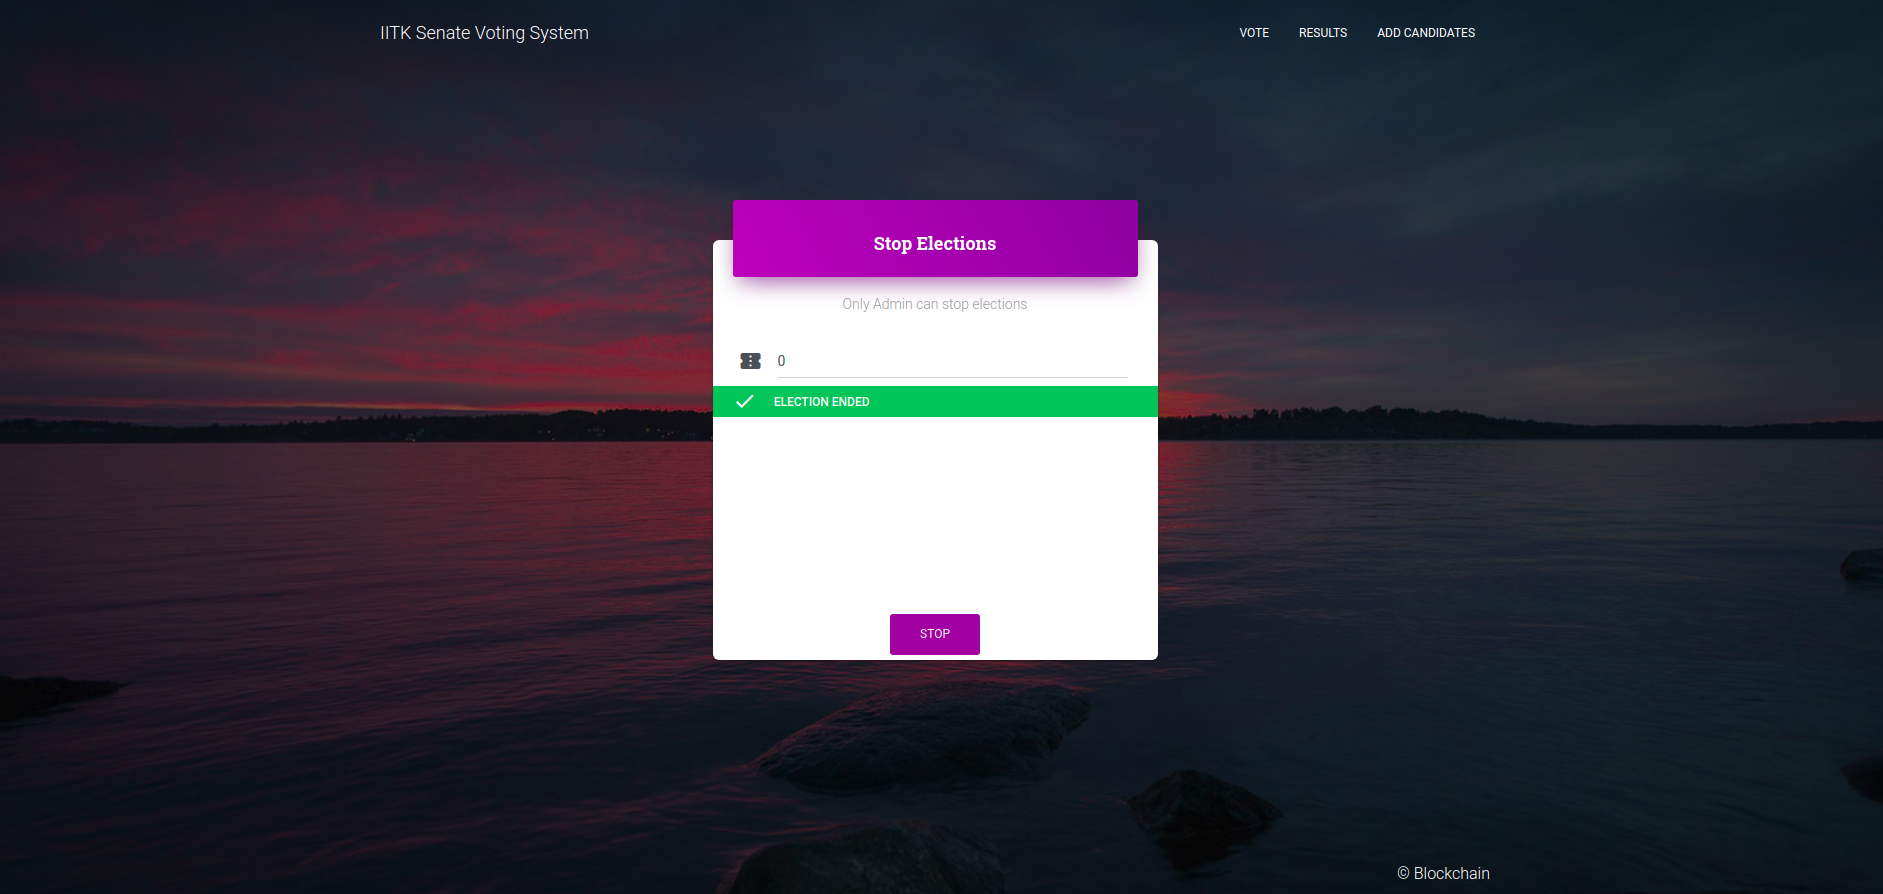 IITK Senate Voting System
VOTE RESULTS ADD CANDIDATES
Stop Elections
Only Admin can stop elections
0
ELECTION ENDED
STOP
© Blockchain